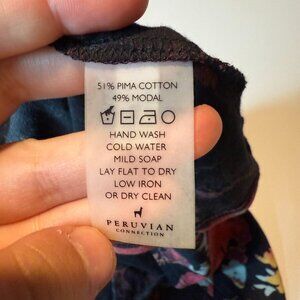 51% PIMA COTTON
49% MODAL
HAND WASH
COLD WATER
MILD SOAP
LAY FLAT TO DRY
LOW IRON
OR DRY CLEAN
PERUVIAN
CONNECTION